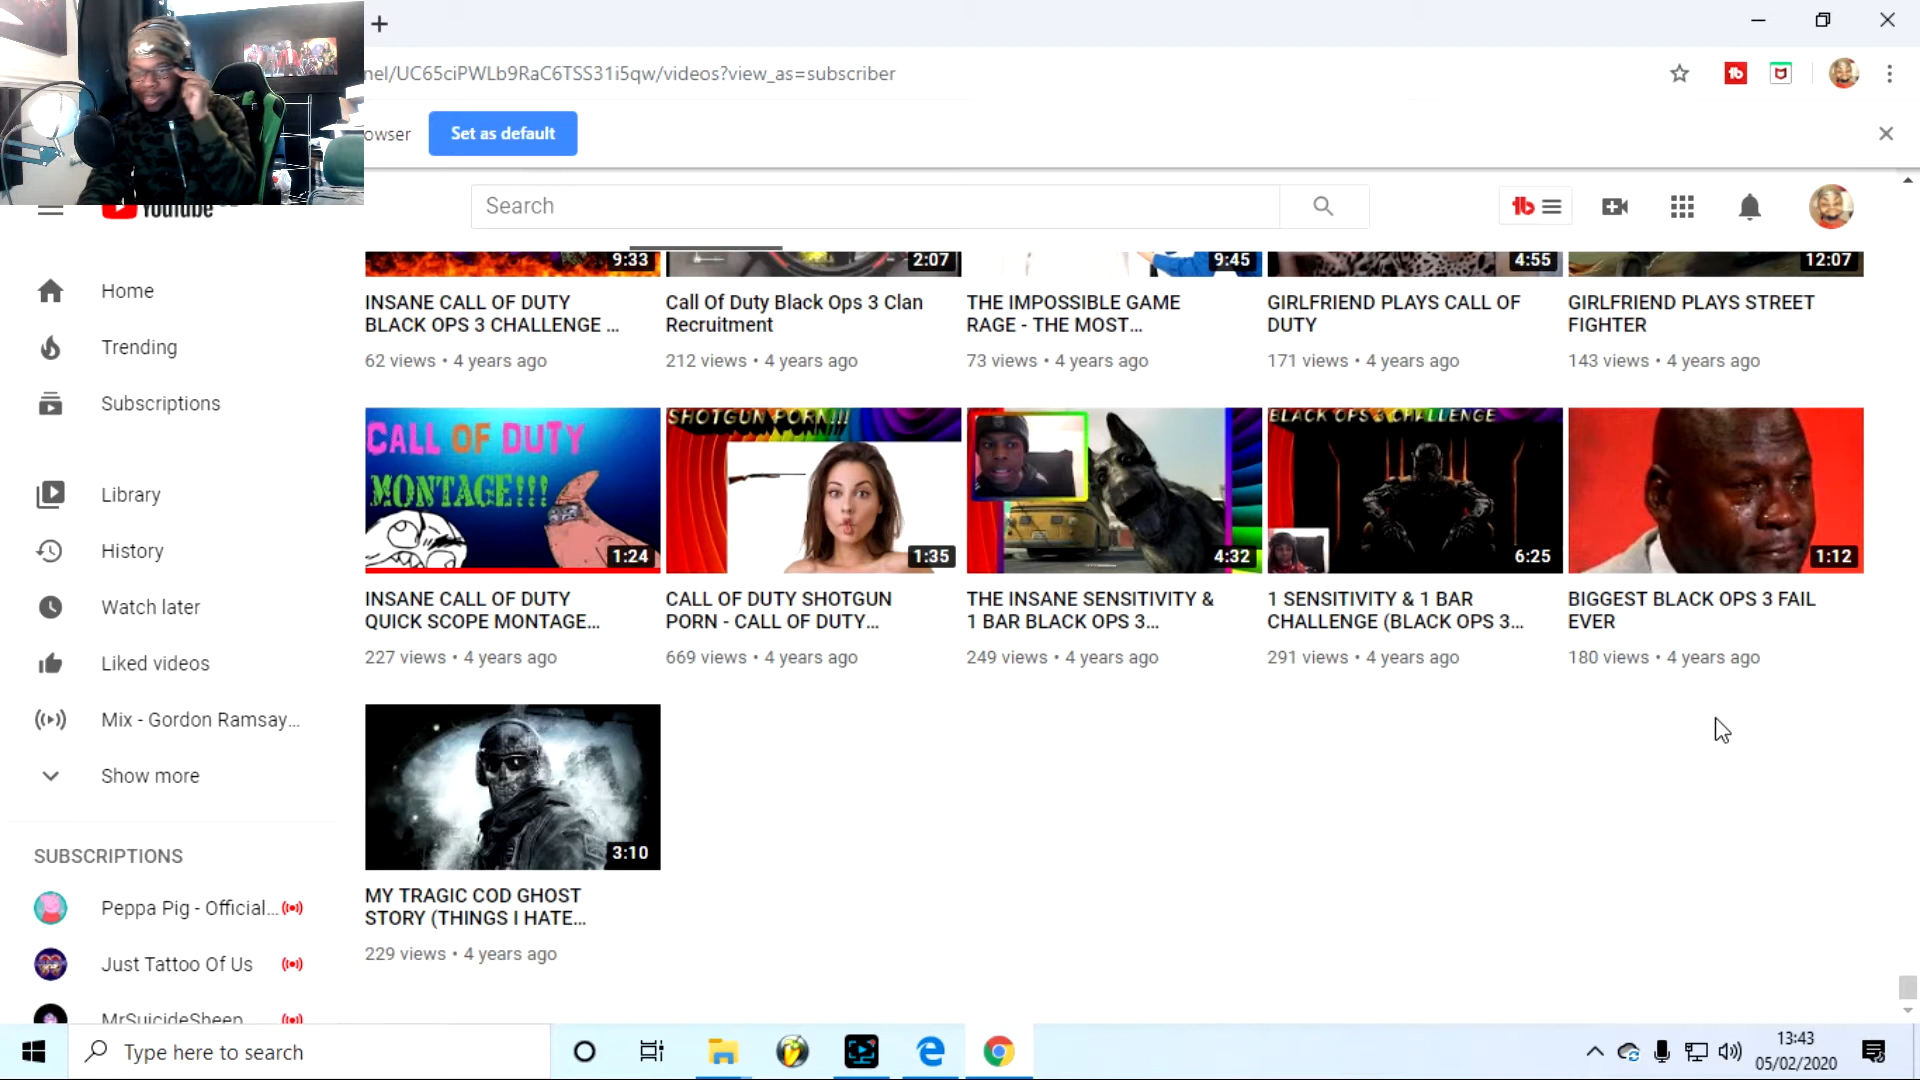 nel/UC65ciPWLb9RaC6TSS31i5qw/videos?view_as=subscriber
owser
Set as default
YouTube
Search
Home
Trending
Subscriptions
Library
History
Watch later
Liked videos
Mix - Gordon Ramsay...
Show more
SUBSCRIPTIONS
Peppa Pig - Official...
Just Tattoo Of Us
MrSuicideSheep
9:33
2:07
9:45
4:55
12:07
INSANE CALL OF DUTY
BLACK OPS 3 CHALLENGE ...
62 views • 4 years ago
Call Of Duty Black Ops 3 Clan
Recruitment
212 views • 4 years ago
THE IMPOSSIBLE GAME
RAGE - THE MOST...
73 views • 4 years ago
GIRLFRIEND PLAYS CALL OF
DUTY
171 views • 4 years ago
GIRLFRIEND PLAYS STREET
FIGHTER
143 views • 4 years ago
CALL OF DUTY
MONTAGE!!!
1:24
SHOTGUN PORN!!!
1:35
4:32
BLACK OPS 3 CHALLENGE
6:25
1:12
INSANE CALL OF DUTY
QUICK SCOPE MONTAGE...
227 views • 4 years ago
CALL OF DUTY SHOTGUN
PORN - CALL OF DUTY...
669 views • 4 years ago
THE INSANE SENSITIVITY &
1 BAR BLACK OPS 3...
249 views • 4 years ago
1 SENSITIVITY & 1 BAR
CHALLENGE (BLACK OPS 3...
291 views • 4 years ago
BIGGEST BLACK OPS 3 FAIL
EVER
180 views • 4 years ago
3:10
MY TRAGIC COD GHOST
STORY (THINGS I HATE...
229 views • 4 years ago
Type here to search
13:43
05/02/2020